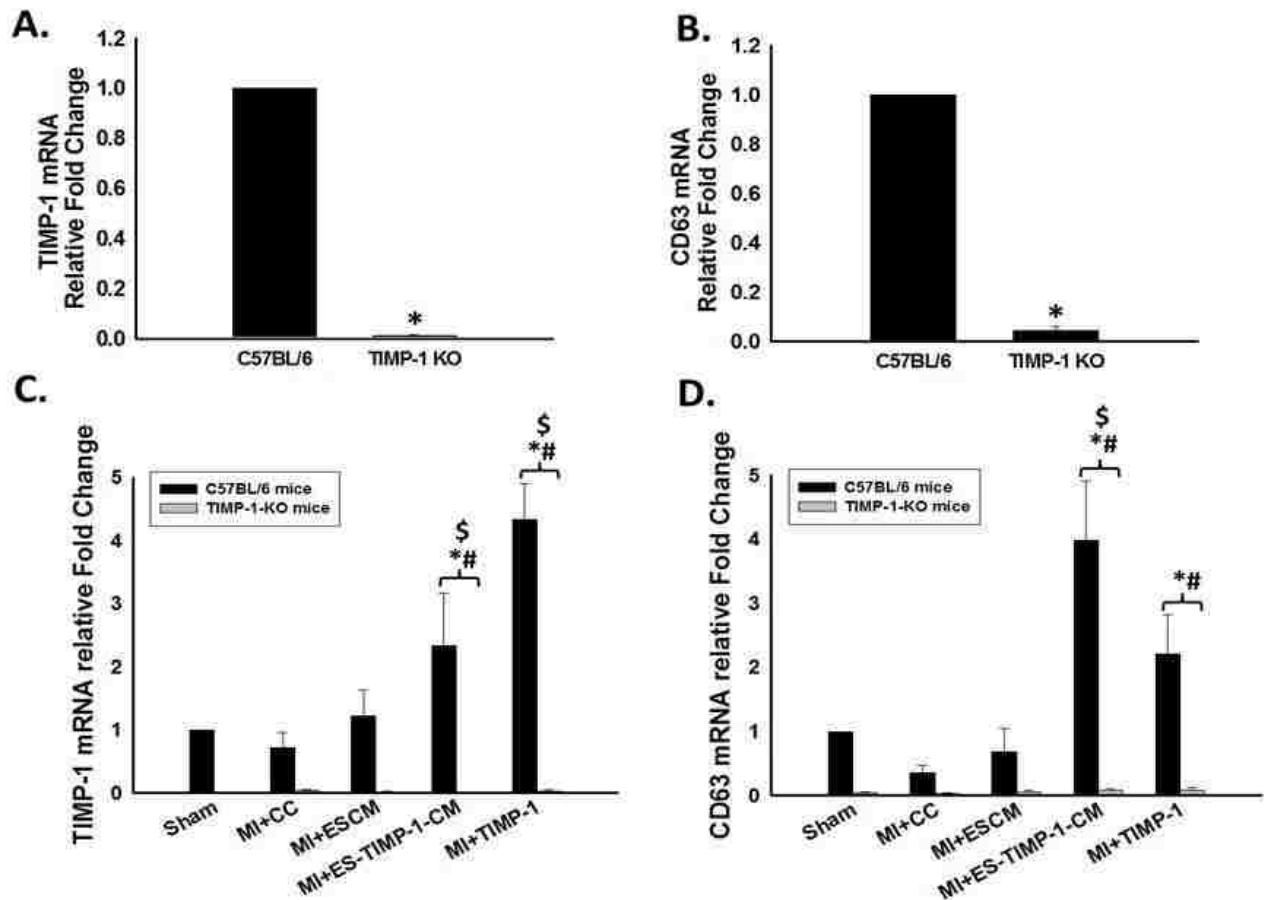 A.
TIMP-1 mRNA
Relative Fold Change
1.2
1.0
0.8
0.6
0.4
0.2
0.0
*
C57BL/6 TIMP-1 KO
B.
CD63 mRNA
Relative Fold Change
1.2
1.0
0.8
0.6
0.4
0.2
0.0
*
C57BL/6 TIMP-1 KO
C.
TIMP-1 mRNA relative Fold Change
5
4
3
2
1
0
C57BL/6 mice
TIMP-1-KO mice
$
*#
$
*#
Sham
MI+CC
MI+ESCM
MI+ES-TIMP-1-CM
MI+TIMP-1
D.
CD63 mRNA relative Fold Change
5
4
3
2
1
0
C57BL/6 mice
TIMP-1-KO mice
$
*#
*#
Sham
MI+CC
MI+ESCM
MI+ES-TIMP-1-CM
MI+TIMP-1